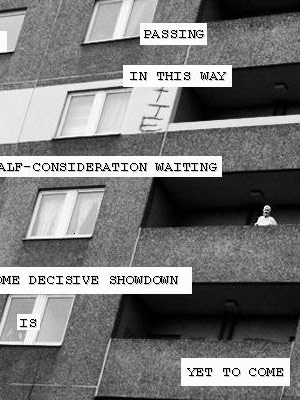 PASSING
IN THIS WAY
ALF-CONSIDERATION WAITING
OME DECISIVE SHOWDOWN
IS
YET TO COME